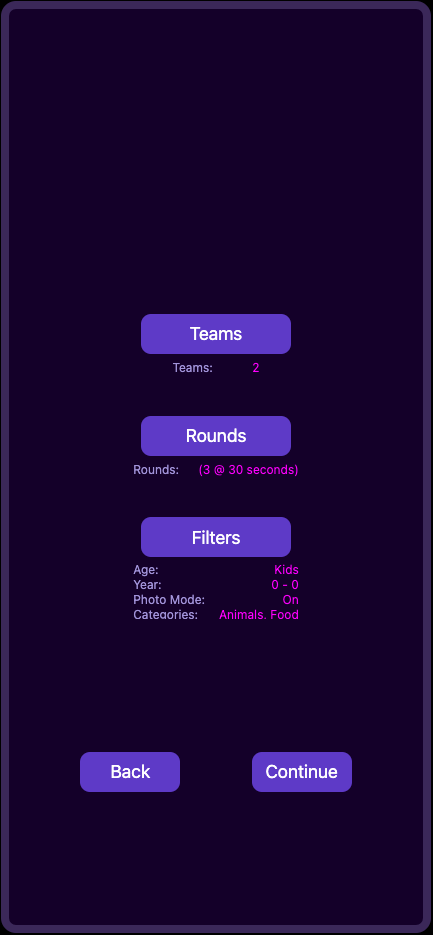 Teams
Teams: 2
Rounds
Rounds: (3 @ 30 seconds)
Filters
Age: Kids
Year: 0 - 0
Photo Mode: On
Categories: Animals, Food
Back Continue